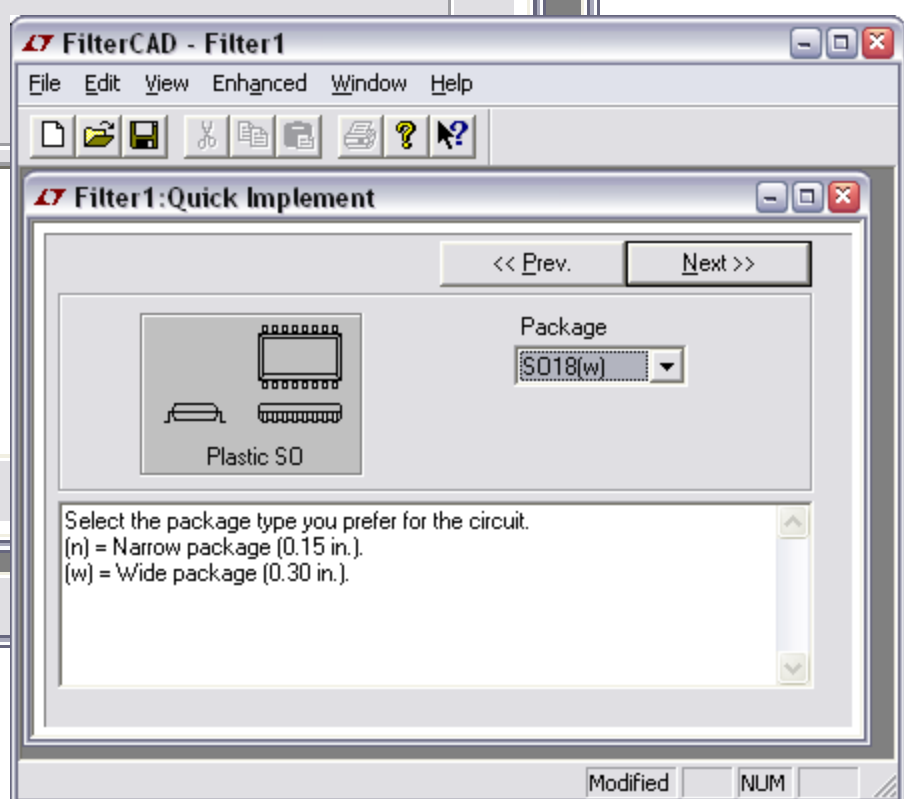 FilterCAD - Filter1
File Edit View Enhanced Window Help
Filter1:Quick Implement
<< Prev. Next >>
Package
SO18(w)
Plastic SO
Select the package type you prefer for the circuit.
(n) = Narrow package (0.15 in.).
(w) = Wide package (0.30 in.).
Modified NUM